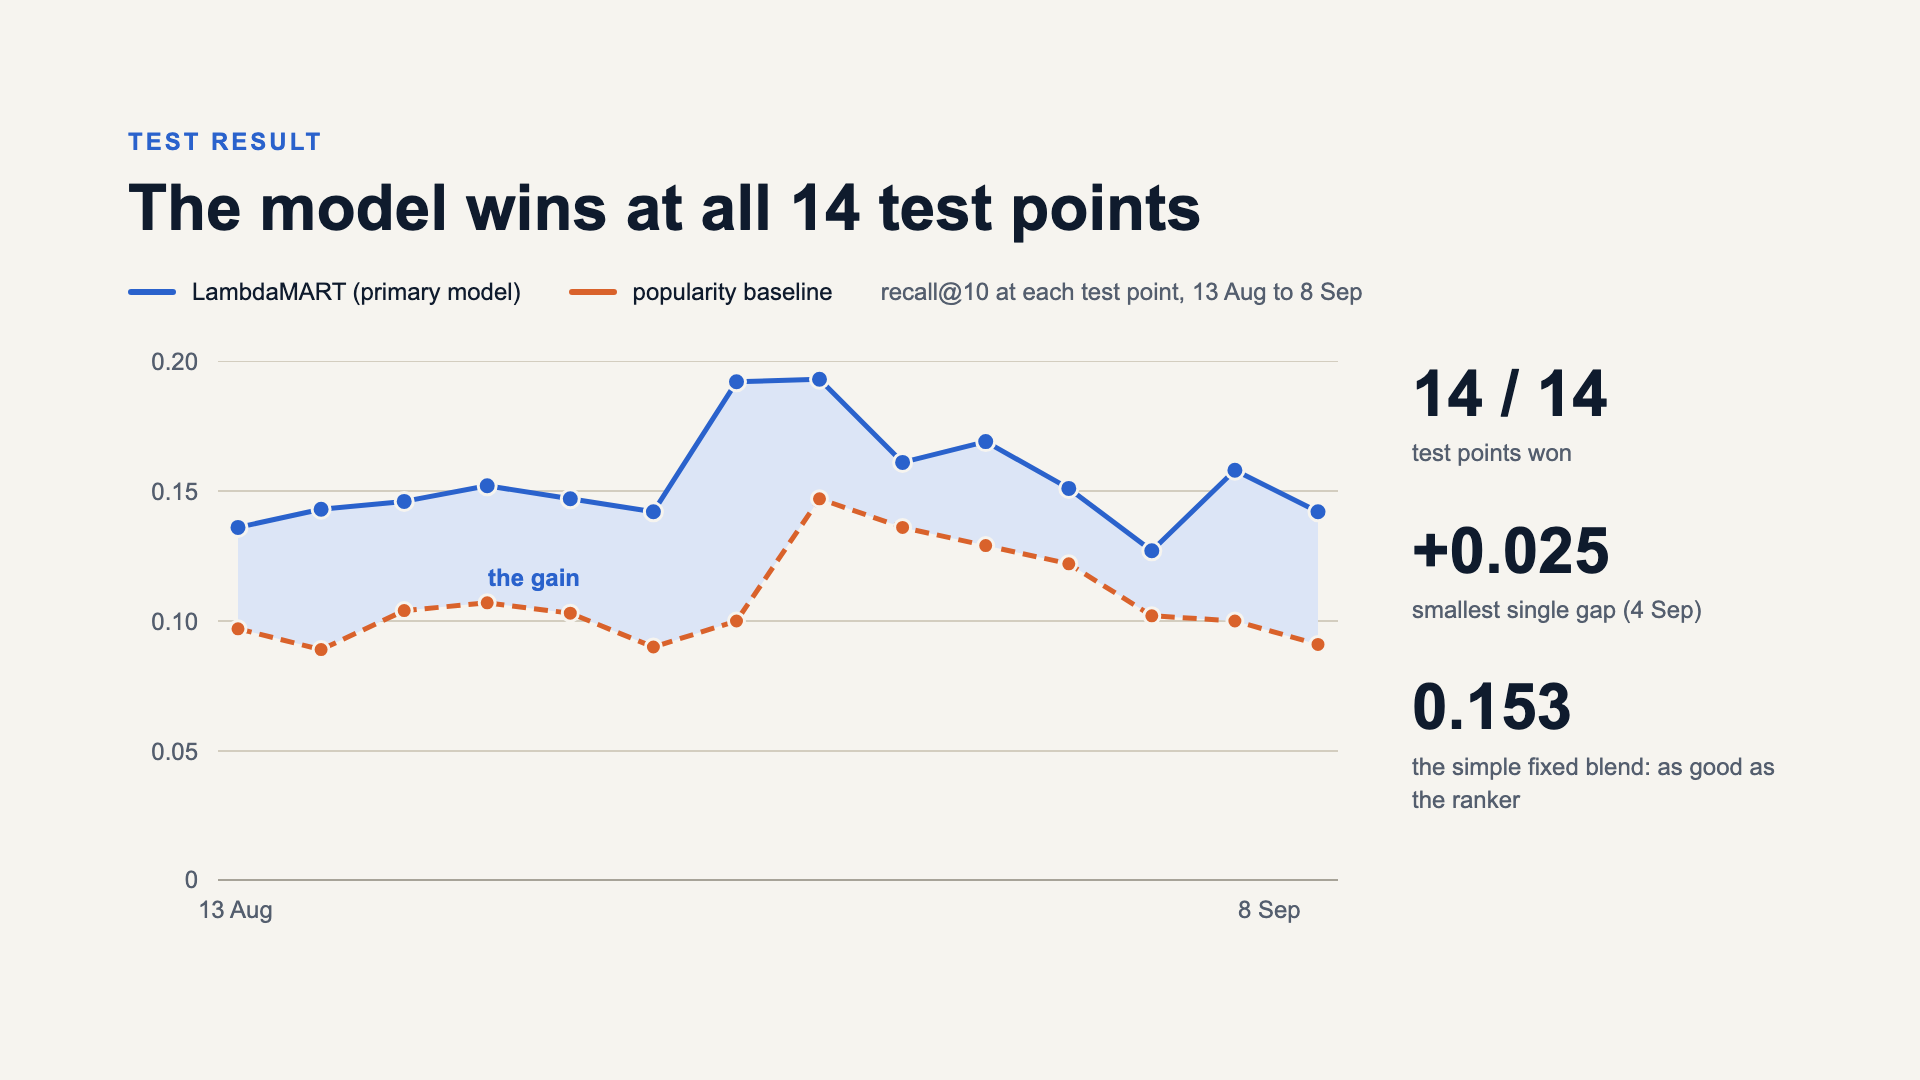 TEST RESULT
The model wins at all 14 test points
LambdaMART (primary model)
popularity baseline
recall@10 at each test point, 13 Aug to 8 Sep
0.20
0.15
0.10
0.05
0
the gain
13 Aug
8 Sep
14 / 14
test points won
+0.025
smallest single gap (4 Sep)
0.153
the simple fixed blend: as good as
the ranker